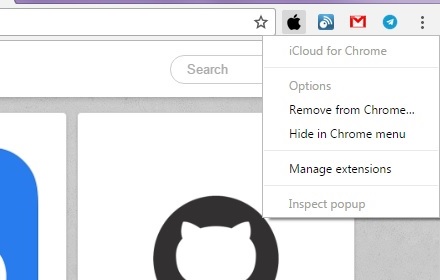 iCloud for Chrome
Options
Search
Remove from Chrome...
Hide in Chrome menu
Manage extensions
Inspect popup